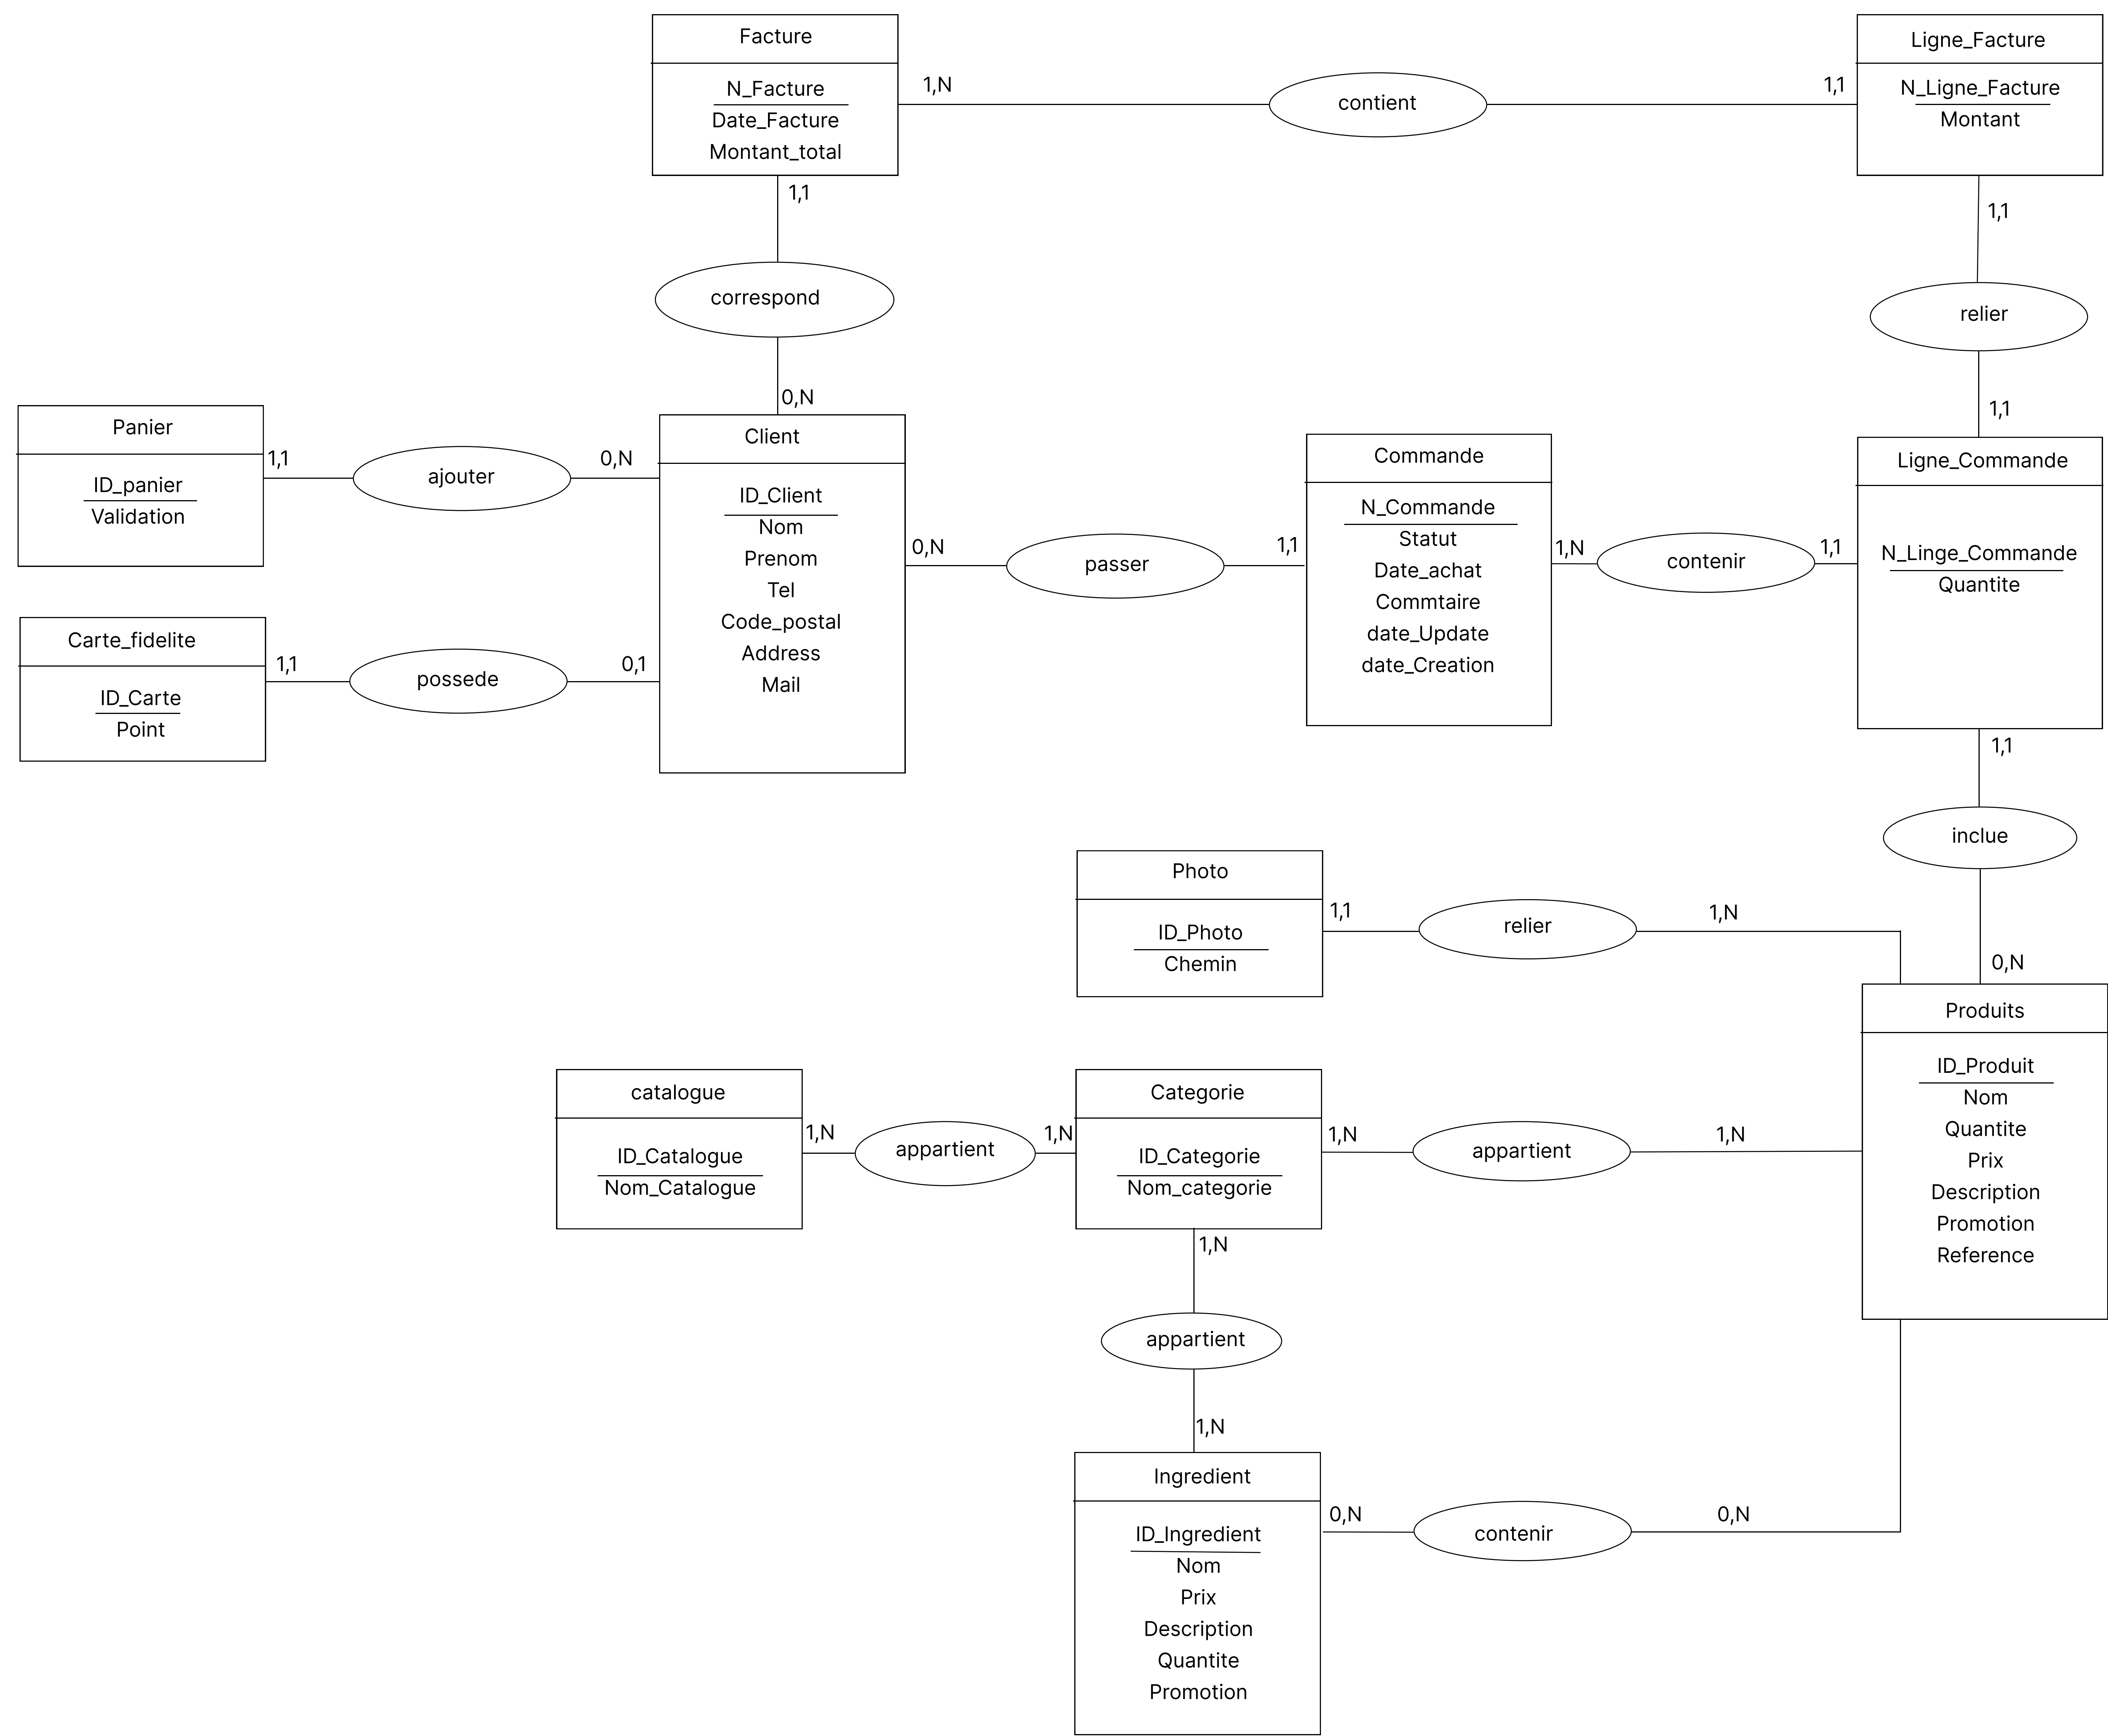 Facture
N_Facture
Date_Facture
Montant_total
1,N
contient
1,1
Ligne_Facture
N_Ligne_Facture
Montant
1,1
correspond
0,N
1,1
relier
1,1
Panier
ID_panier
Validation
1,1
ajouter
0,N
Client
ID_Client
Nom
Prenom
Tel
Code_postal
Address
Mail
0,N
passer
1,1
Commande
N_Commande
Statut
Date_achat
Commtaire
date_Update
date_Creation
1,N
contenir
1,1
Ligne_Commande
N_Linge_Commande
Quantite
Carte_fidelite
ID_Carte
Point
1,1
possede
0,1
1,1
inclue
0,N
Photo
ID_Photo
Chemin
1,1
relier
1,N
Produits
ID_Produit
Nom
Quantite
Prix
Description
Promotion
Reference
catalogue
ID_Catalogue
Nom_Catalogue
1,N
appartient
1,N
Categorie
ID_Categorie
Nom_categorie
1,N
appartient
1,N
1,N
appartient
1,N
Ingredient
ID_Ingredient
Nom
Prix
Description
Quantite
Promotion
0,N
contenir
0,N